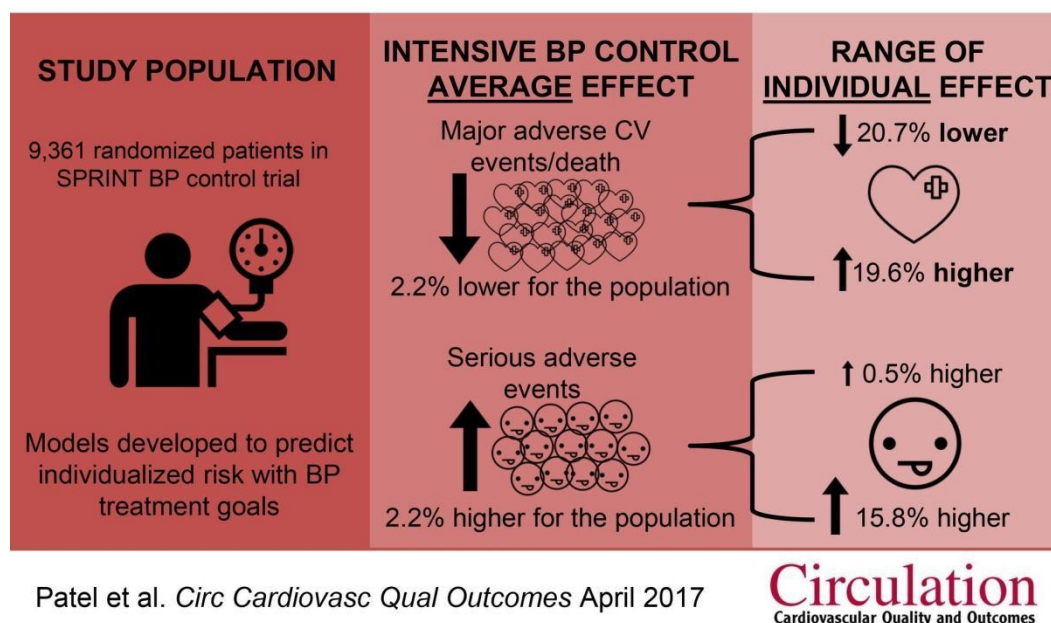 STUDY POPULATION
9,361 randomized patients in
SPRINT BP control trial
Models developed to predict
individualized risk with BP
treatment goals
INTENSIVE BP CONTROL
AVERAGE EFFECT
Major adverse CV
events/death
2.2% lower for the population
Serious adverse
events
2.2% higher for the population
RANGE OF
INDIVIDUAL EFFECT
20.7% lower
19.6% higher
0.5% higher
15.8% higher
Patel et al. Circ Cardiovasc Qual Outcomes April 2017
Circulation
Cardiovascular Quality and Outcomes